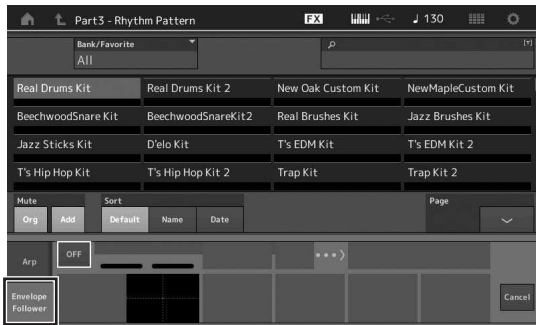 Part3 - Rhythm Pattern FX ♩ 130
Bank/Favorite
All
Real Drums Kit Real Drums Kit 2 New Oak Custom Kit NewMapleCustom Kit
BeechwoodSnare Kit BeechwoodSnareKit2 Real Brushes Kit Jazz Brushes Kit
Jazz Sticks Kit D'elo Kit T's EDM Kit T's EDM Kit 2
T's Hip Hop Kit T's Hip Hop Kit 2 Trap Kit Trap Kit 2
Mute Sort Page
Org Add Default Name Date
Arp OFF
Envelope Follower Cancel